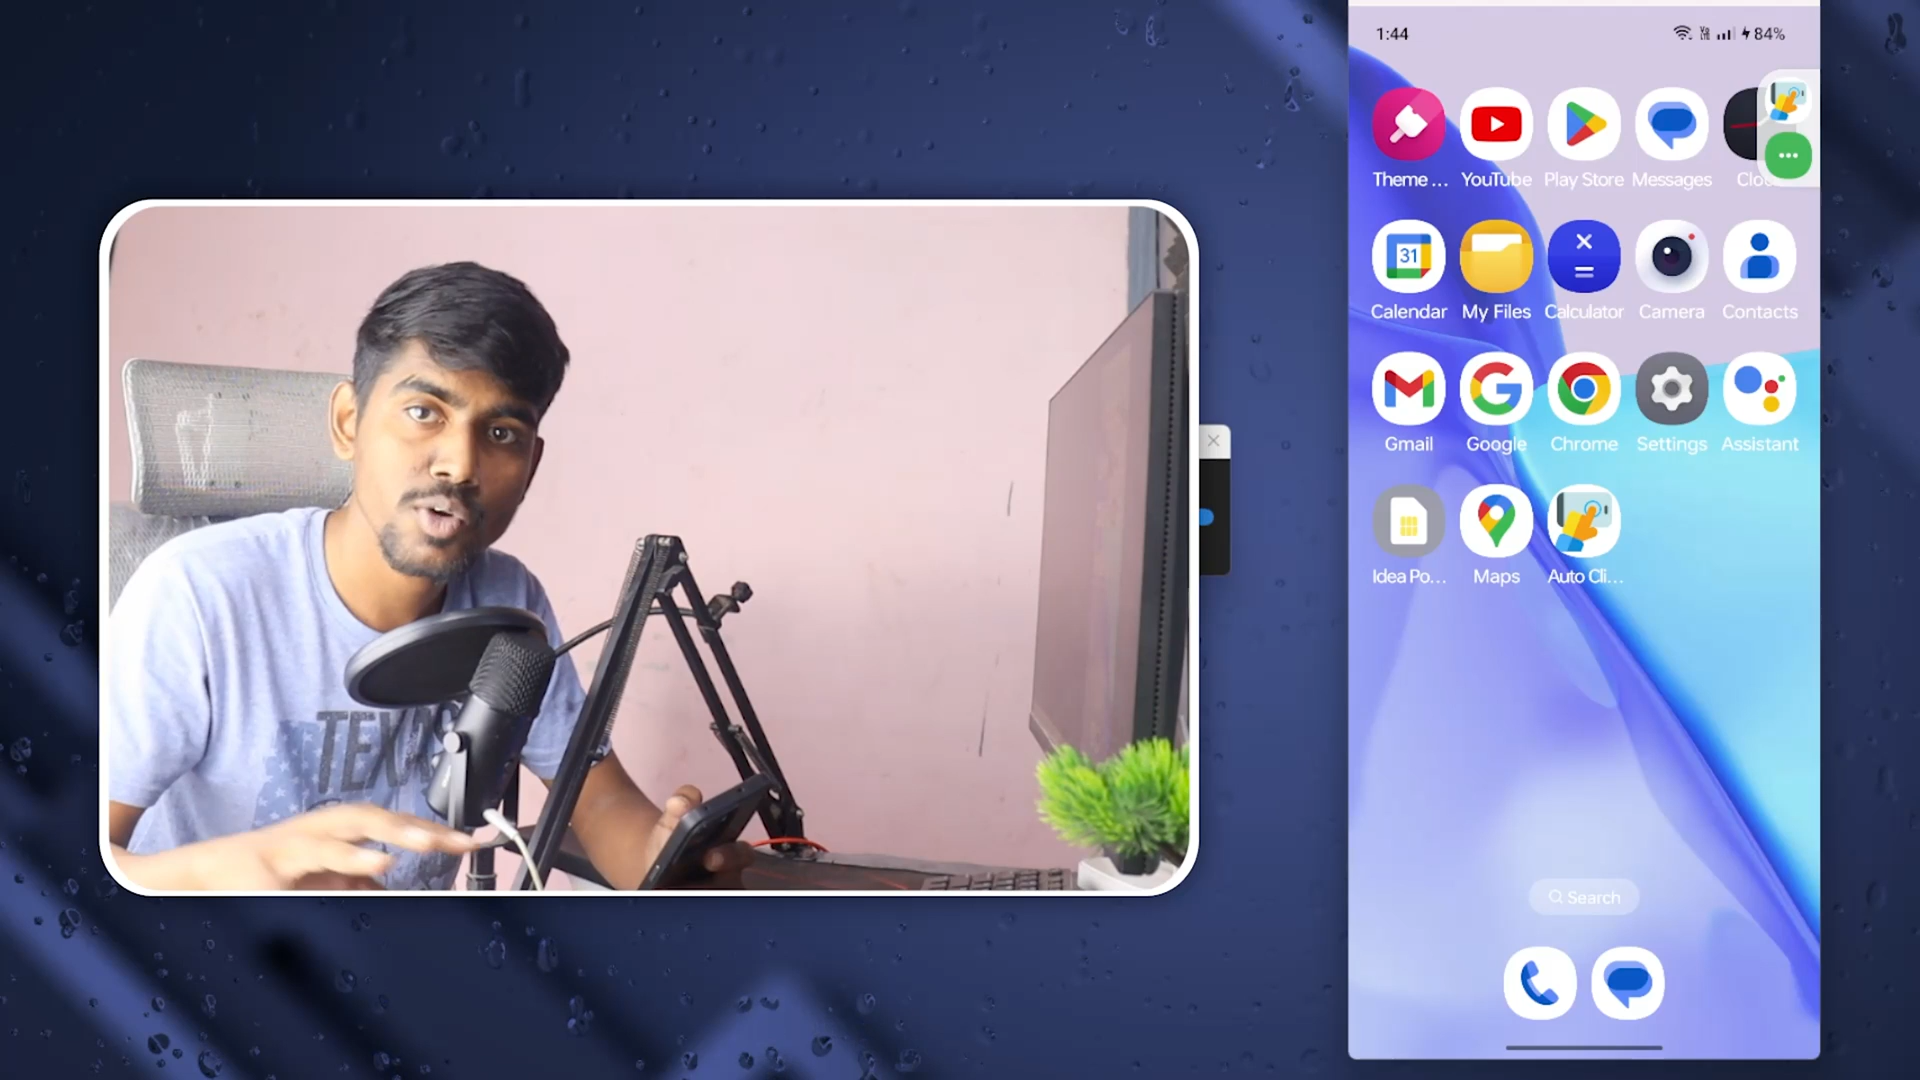 1:44
84%
Theme ...
YouTube
Play Store
Messages
31
Calendar
My Files
Calculator
Camera
Contacts
Gmail
Google
Chrome
Settings
Assistant
Idea Po...
Maps
Auto Cli...
Search